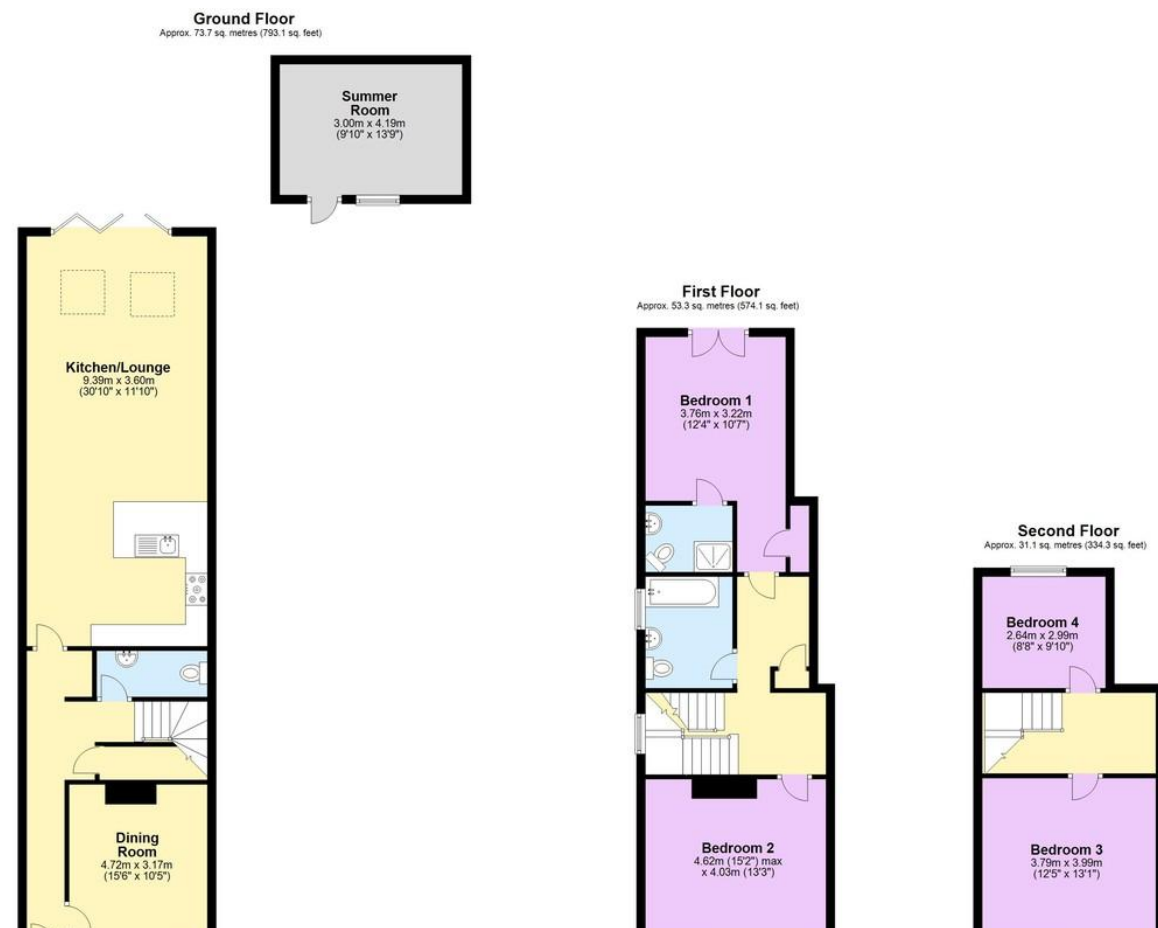 Ground Floor
Approx. 73.7 sq. metres (793.1 sq. feet)
Summer
Room
3.00m x 4.19m
(9'10" x 13'9")
Kitchen/Lounge
9.39m x 3.60m
(30'10" x 11'10")
Dining
Room
4.72m x 3.17m
(15'6" x 10'5")
First Floor
Approx. 53.3 sq. metres (574.1 sq. feet)
Bedroom 1
3.76m x 3.22m
(12'4" x 10'7")
Bedroom 2
4.62m (15'2") max
x 4.03m (13'3")
Second Floor
Approx. 31.1 sq. metres (334.3 sq. feet)
Bedroom 4
2.64m x 2.99m
(8'8" x 9'10")
Bedroom 3
3.79m x 3.99m
(12'5" x 13'1")